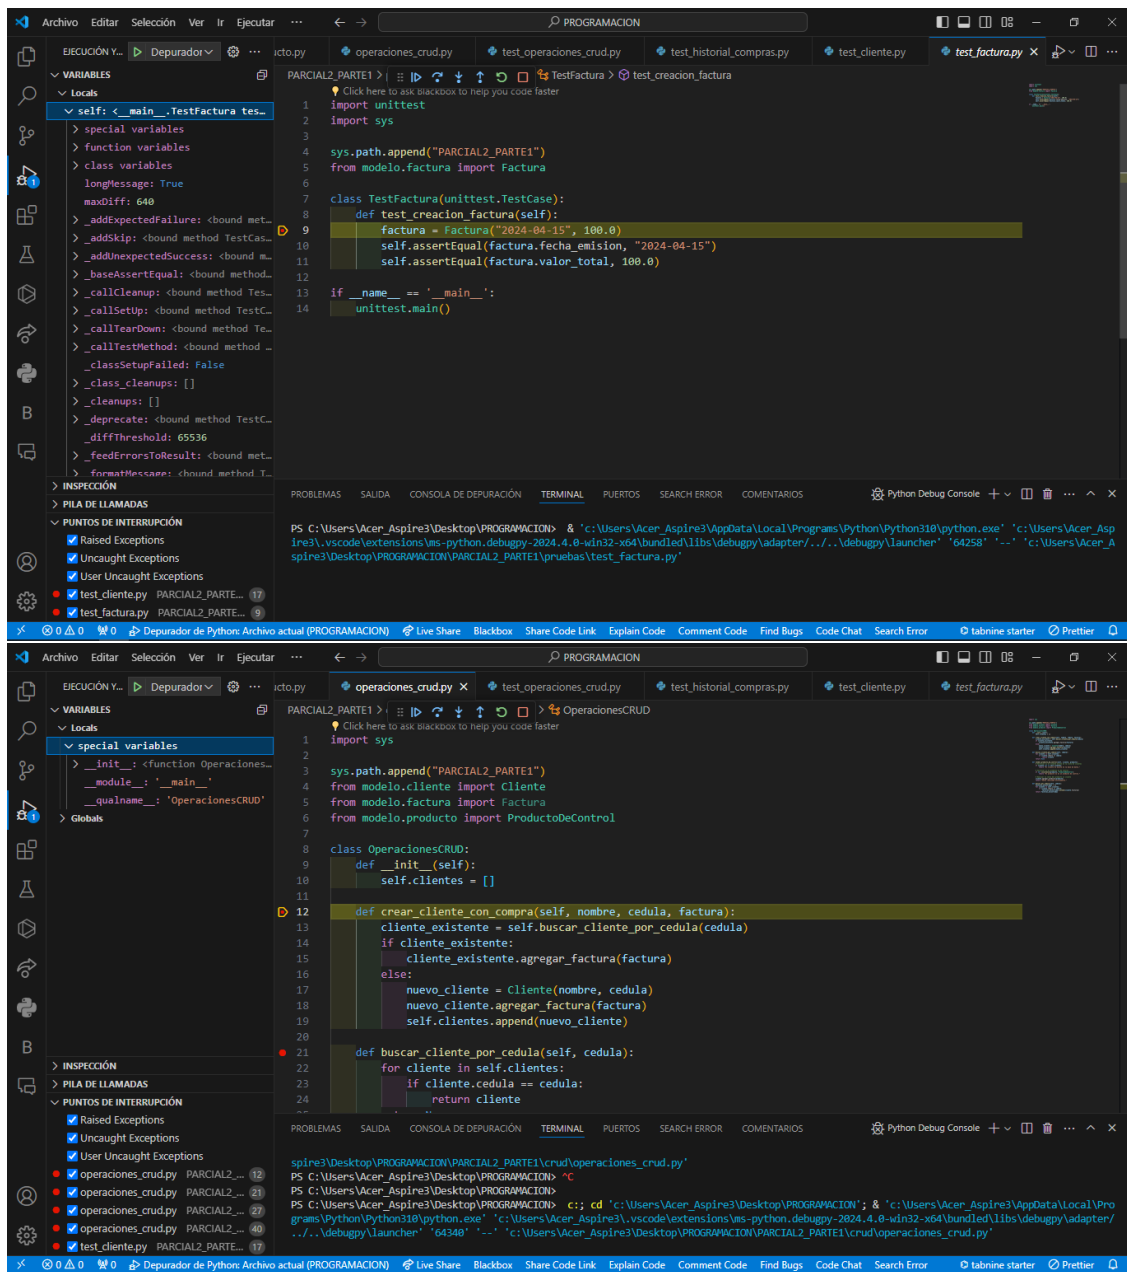 Archivo Editar Selección Ver Ir Ejecutar ··· PROGRAMACION
EJECUCIÓN Y... Depurador ··· ucto.py operaciones_crud.py test_operaciones_crud.py test_historial_compras.py test_cliente.py test_factura.py
VARIABLES
PARCIAL2_PARTE1 > TestFactura > test_creacion_factura
Locals
self: <__main__.TestFactura tes...
special variables
function variables
class variables
longMessage: True
maxDiff: 640
_addExpectedFailure: <bound met...
_addSkip: <bound method TestCas...
_addUnexpectedSuccess: <bound m...
_baseAssertEqual: <bound method...
_callCleanup: <bound method Tes...
_callSetUp: <bound method TestC...
_callTearDown: <bound method Te...
_callTestMethod: <bound method ...
_classSetupFailed: False
_class_cleanups: []
_cleanups: []
_deprecate: <bound method TestC...
_diffThreshold: 65536
_feedErrorsToResult: <bound met...
_formatMessage: <bound method T...
INSPECCIÓN
PILA DE LLAMADAS
PUNTOS DE INTERRUPCIÓN
Raised Exceptions
Uncaught Exceptions
User Uncaught Exceptions
test_cliente.py PARCIAL2_PARTE... 17
test_factura.py PARCIAL2_PARTE... 9
Click here to ask Blackbox to help you code faster
1 import unittest
2 import sys
3
4 sys.path.append("PARCIAL2_PARTE1")
5 from modelo.factura import Factura
6
7 class TestFactura(unittest.TestCase):
8 def test_creacion_factura(self):
9 factura = Factura("2024-04-15", 100.0)
10 self.assertEqual(factura.fecha_emision, "2024-04-15")
11 self.assertEqual(factura.valor_total, 100.0)
12
13 if __name__ == '__main__':
14 unittest.main()
PROBLEMAS SALIDA CONSOLA DE DEPURACIÓN TERMINAL PUERTOS SEARCH ERROR COMENTARIOS Python Debug Console
PS C:\Users\Acer_Aspire3\Desktop\PROGRAMACION> & 'c:\Users\Acer_Aspire3\AppData\Local\Programs\Python\Python310\python.exe' 'c:\Users\Acer_Asp
ire3\.vscode\extensions\ms-python.debugpy-2024.4.0-win32-x64\bundled\libs\debugpy\adapter/../..\debugpy\launcher' '64258' '--' 'c:\Users\Acer_A
spire3\Desktop\PROGRAMACION\PARCIAL2_PARTE1\pruebas\test_factura.py'
0 0 0 Depurador de Python: Archivo actual (PROGRAMACION) Live Share Blackbox Share Code Link Explain Code Comment Code Find Bugs Code Chat Search Error tabnine starter Prettier
Archivo Editar Selección Ver Ir Ejecutar ··· PROGRAMACION
EJECUCIÓN Y... Depurador ··· ucto.py operaciones_crud.py test_operaciones_crud.py test_historial_compras.py test_cliente.py test_factura.py
VARIABLES
PARCIAL2_PARTE1 > OperacionesCRUD
Locals
special variables
__init__: <function Operaciones...
__module__: '__main__'
__qualname__: 'OperacionesCRUD'
Globals
INSPECCIÓN
PILA DE LLAMADAS
PUNTOS DE INTERRUPCIÓN
Raised Exceptions
Uncaught Exceptions
User Uncaught Exceptions
operaciones_crud.py PARCIAL2_... 12
operaciones_crud.py PARCIAL2_... 21
operaciones_crud.py PARCIAL2_... 27
operaciones_crud.py PARCIAL2_... 40
test_cliente.py PARCIAL2_PARTE... 17
Click here to ask Blackbox to help you code faster
1 import sys
2
3 sys.path.append("PARCIAL2_PARTE1")
4 from modelo.cliente import Cliente
5 from modelo.factura import Factura
6 from modelo.producto import ProductoDeControl
7
8 class OperacionesCRUD:
9 def __init__(self):
10 self.clientes = []
11
12 def crear_cliente_con_compra(self, nombre, cedula, factura):
13 cliente_existente = self.buscar_cliente_por_cedula(cedula)
14 if cliente_existente:
15 cliente_existente.agregar_factura(factura)
16 else:
17 nuevo_cliente = Cliente(nombre, cedula)
18 nuevo_cliente.agregar_factura(factura)
19 self.clientes.append(nuevo_cliente)
20
21 def buscar_cliente_por_cedula(self, cedula):
22 for cliente in self.clientes:
23 if cliente.cedula == cedula:
24 return cliente
PROBLEMAS SALIDA CONSOLA DE DEPURACIÓN TERMINAL PUERTOS SEARCH ERROR COMENTARIOS Python Debug Console
spire3\Desktop\PROGRAMACION\PARCIAL2_PARTE1\crud\operaciones_crud.py'
PS C:\Users\Acer_Aspire3\Desktop\PROGRAMACION> ^C
PS C:\Users\Acer_Aspire3\Desktop\PROGRAMACION>
PS C:\Users\Acer_Aspire3\Desktop\PROGRAMACION> c:; cd 'c:\Users\Acer_Aspire3\Desktop\PROGRAMACION'; & 'c:\Users\Acer_Aspire3\AppData\Local\Pro
grams\Python\Python310\python.exe' 'c:\Users\Acer_Aspire3\.vscode\extensions\ms-python.debugpy-2024.4.0-win32-x64\bundled\libs\debugpy\adapter/
../..\debugpy\launcher' '64340' '--' 'c:\Users\Acer_Aspire3\Desktop\PROGRAMACION\PARCIAL2_PARTE1\crud\operaciones_crud.py'
0 0 0 Depurador de Python: Archivo actual (PROGRAMACION) Live Share Blackbox Share Code Link Explain Code Comment Code Find Bugs Code Chat Search Error tabnine starter Prettier